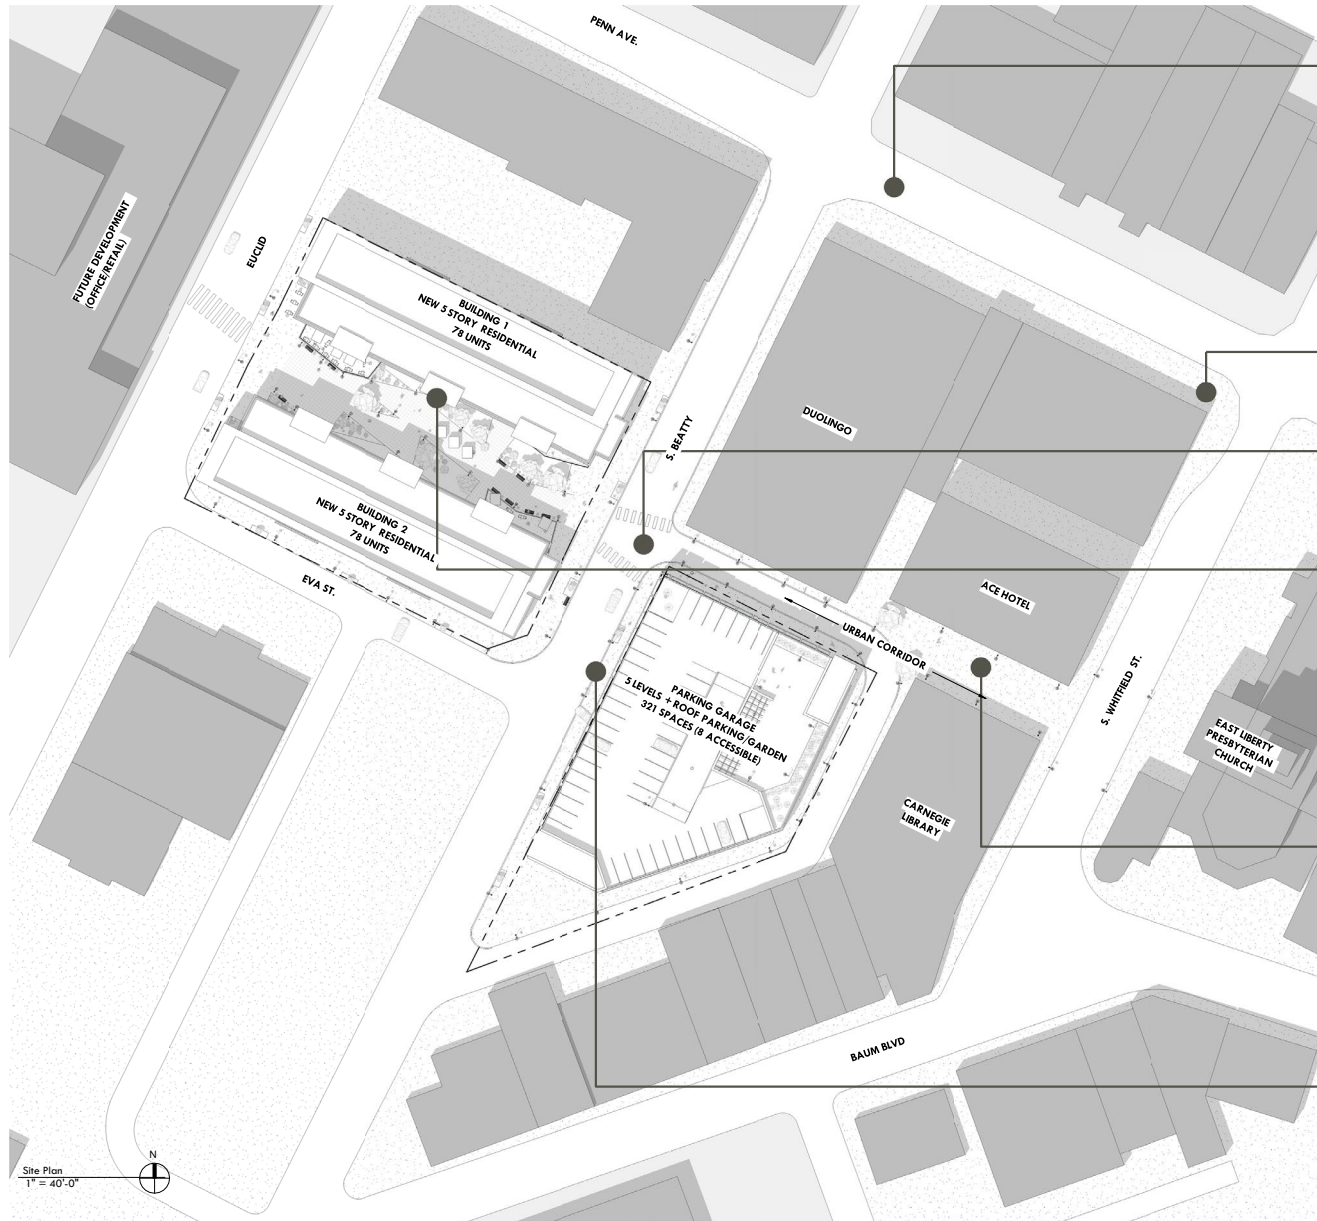 PENN AVE.
FUTURE DEVELOPMENT
(OFFICE/RETAIL)
EUCLID
BUILDING 1
NEW 5 STORY RESIDENTIAL
78 UNITS
S. BEATTY
DUOLINGO
BUILDING 2
NEW 5 STORY RESIDENTIAL
78 UNITS
EVA ST.
ACE HOTEL
URBAN CORRIDOR
PARKING GARAGE
5 LEVELS + ROOF PARKING/GARDEN
321 SPACES (8 ACCESSIBLE)
S. WHITFIELD ST.
EAST LIBERTY
PRESBYTERIAN
CHURCH
CARNEGIE
LIBRARY
BAUM BLVD
N
Site Plan
1" = 40'-0"